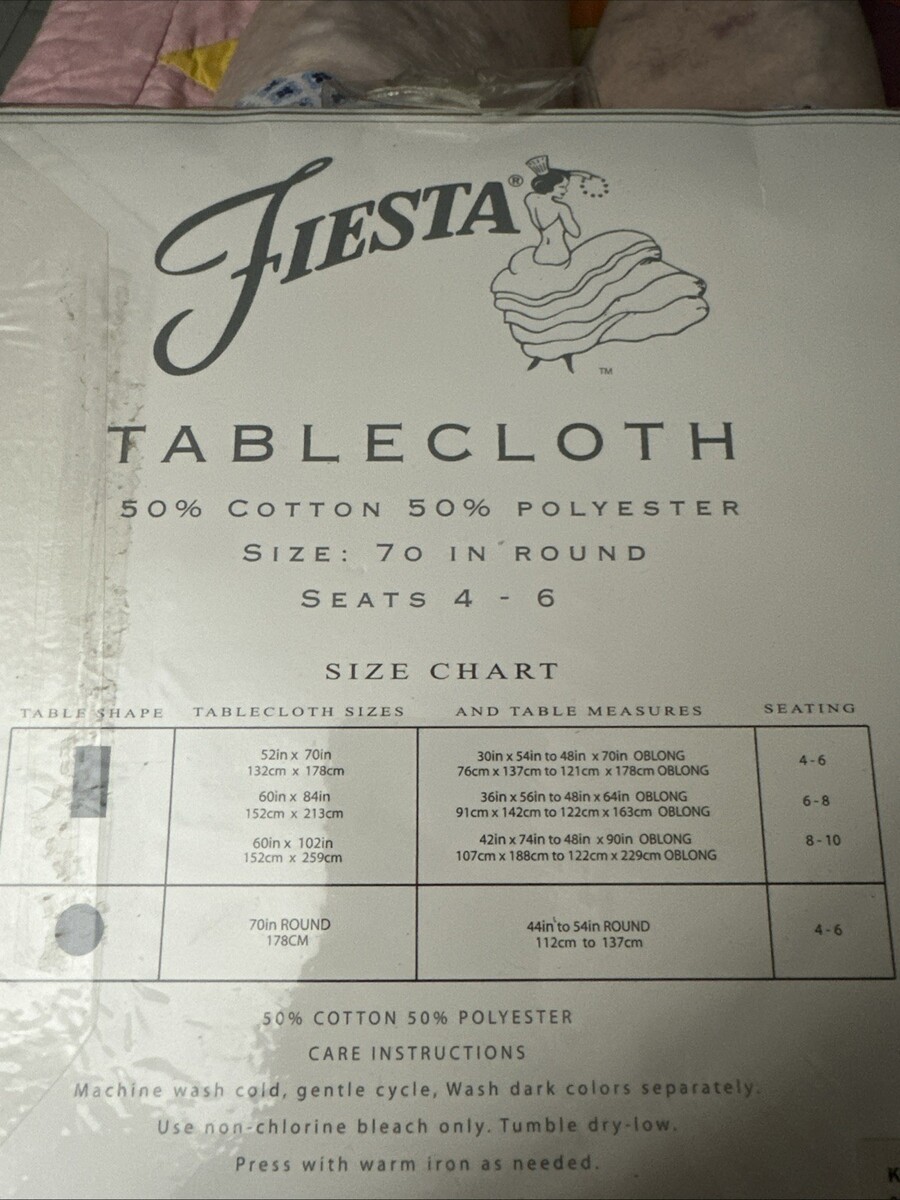 FIESTA®
TM
TABLECLOTH
50% COTTON 50% POLYESTER
SIZE: 70 IN ROUND
SEATS 4 - 6
SIZE CHART
TABLE SHAPE TABLECLOTH SIZES AND TABLE MEASURES SEATING
52in x 70in 30in x 54in to 48in x 70in OBLONG 4-6
132cm x 178cm 76cm x 137cm to 121cm x 178cm OBLONG
60in x 84in 36in x 56in to 48in x 64in OBLONG 6-8
152cm x 213cm 91cm x 142cm to 122cm x 163cm OBLONG
60in x 102in 42in x 74in to 48in x 90in OBLONG 8-10
152cm x 259cm 107cm x 188cm to 122cm x 229cm OBLONG
70in ROUND 44in to 54in ROUND 4-6
178CM 112cm to 137cm
50% COTTON 50% POLYESTER
CARE INSTRUCTIONS
Machine wash cold, gentle cycle, Wash dark colors separately.
Use non-chlorine bleach only. Tumble dry-low.
Press with warm iron as needed.